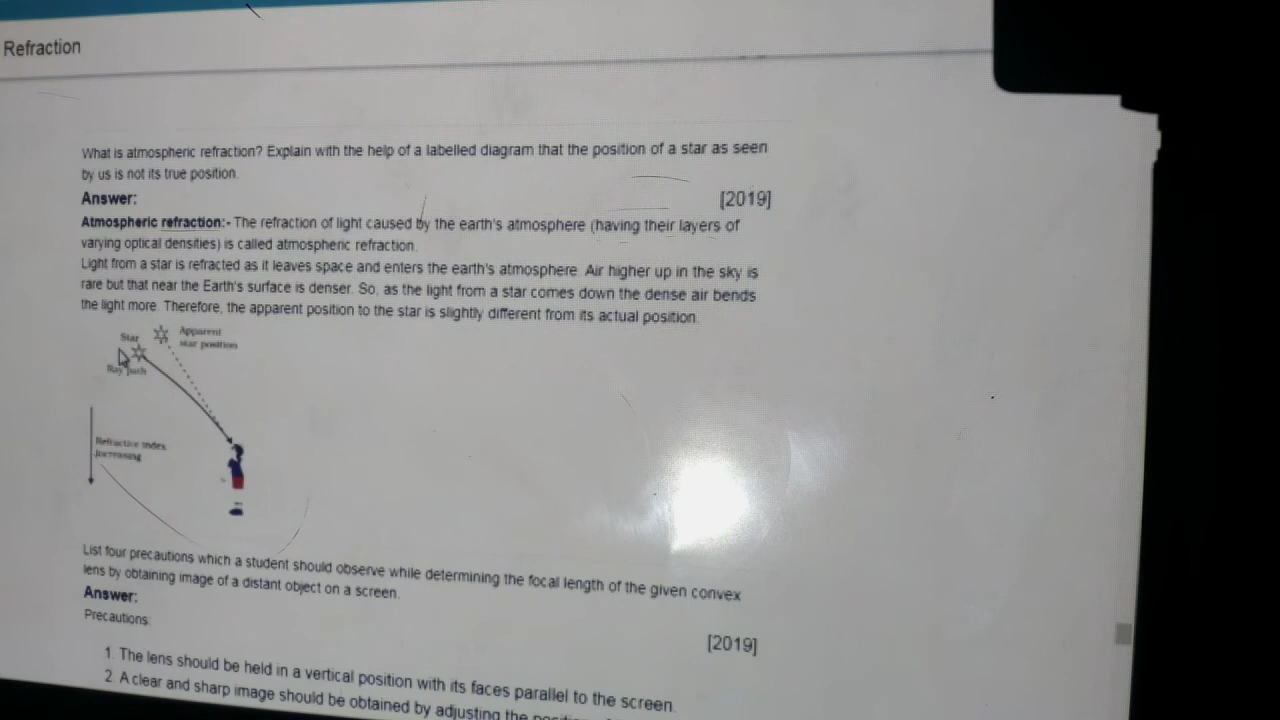 Refraction
What is atmospheric refraction? Explain with the help of a labelled diagram that the position of a star as seen
by us is not its true position.
Answer:
[2019]
Atmospheric refraction:- The refraction of light caused by the earth's atmosphere (having their layers of
varying optical densities) is called atmospheric refraction.
Light from a star is refracted as it leaves space and enters the earth's atmosphere. Air higher up in the sky is
rare but that near the Earth's surface is denser. So, as the light from a star comes down the dense air bends
the light more. Therefore, the apparent position to the star is slightly different from its actual position.
Apparent
star position
Star
Ray path
Refractive index
Increasing
List four precautions which a student should observe while determining the focal length of the given convex
lens by obtaining image of a distant object on a screen.
Answer:
Precautions
[2019]
1. The lens should be held in a vertical position with its faces parallel to the screen.
2. A clear and sharp image should be obtained by adjusting the